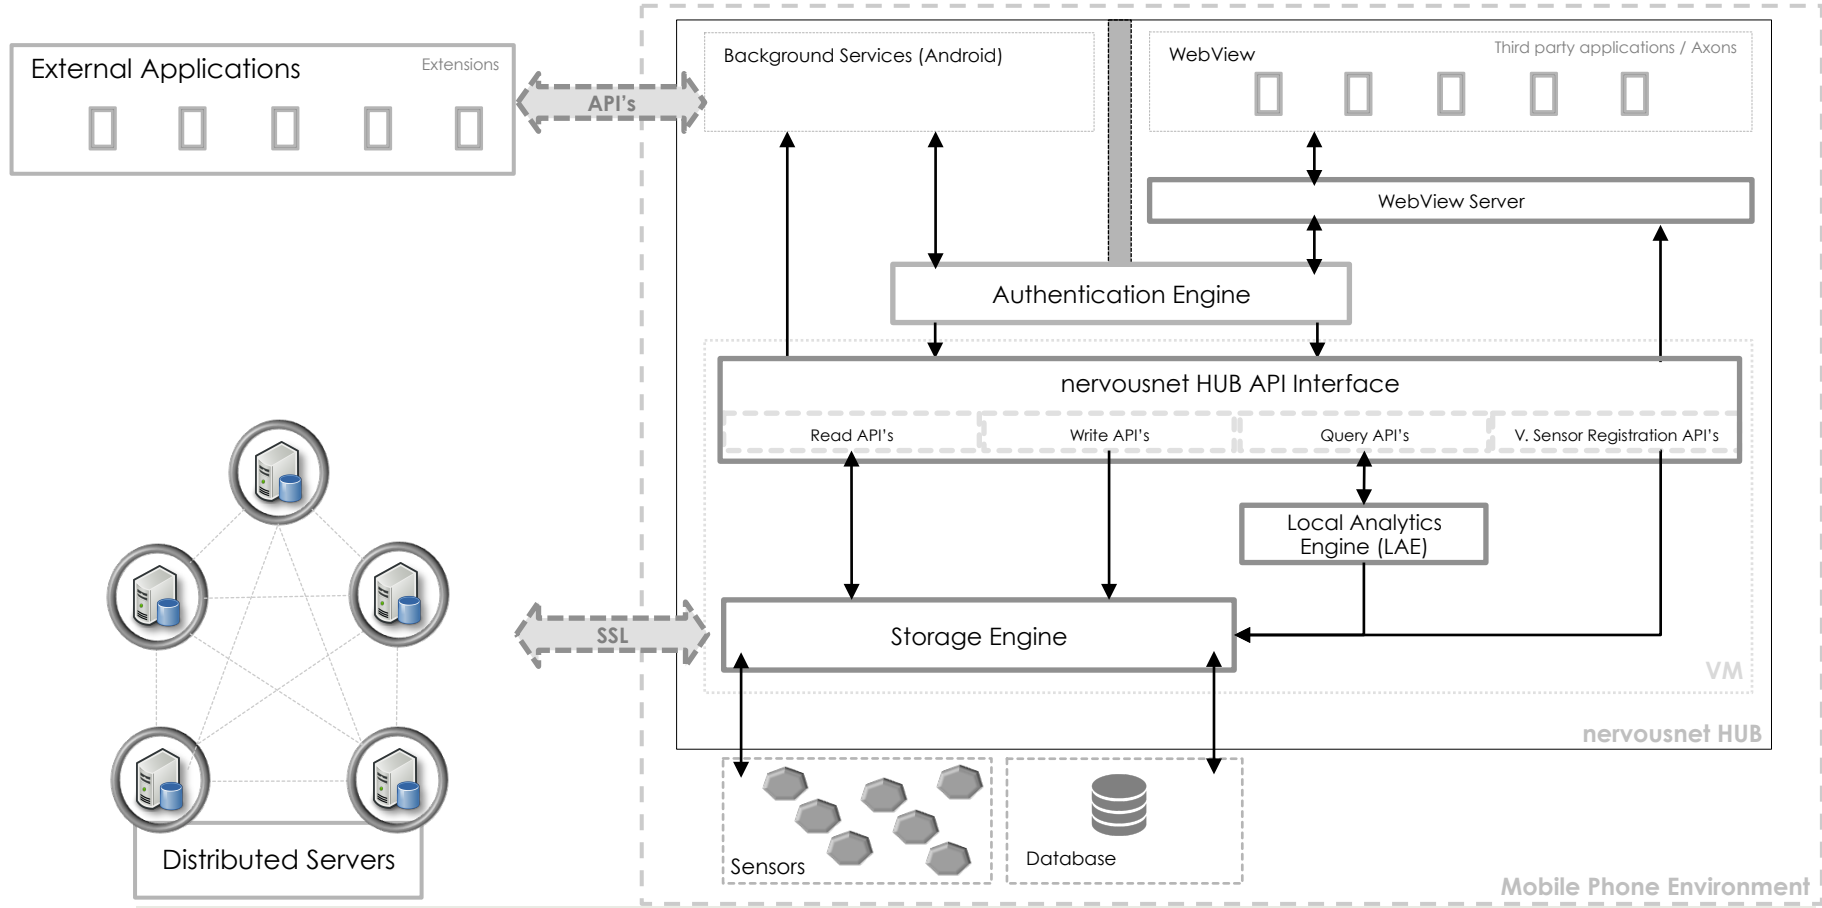 External Applications
Extensions
API's
Background Services (Android)
WebView
Third party applications / Axons
WebView Server
Authentication Engine
nervousnet HUB API Interface
Read API's
Write API's
Query API's
V. Sensor Registration API's
Local Analytics
Engine (LAE)
SSL
Storage Engine
VM
nervousnet HUB
Sensors
Database
Distributed Servers
Mobile Phone Environment